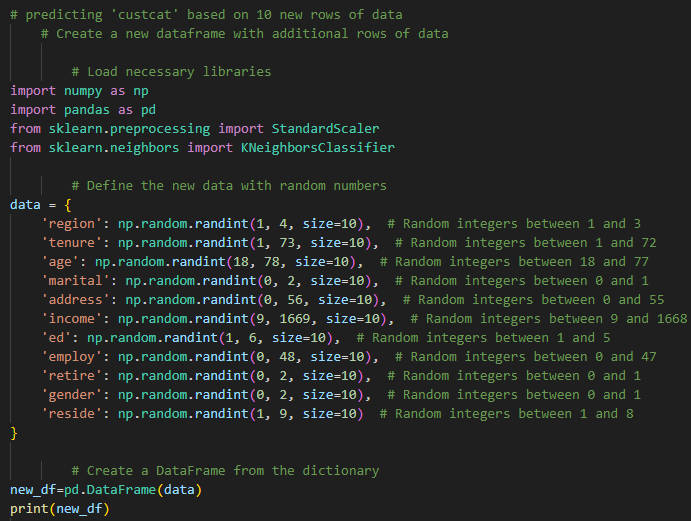 # predicting 'custcat' based on 10 new rows of data
# Create a new dataframe with additional rows of data
# Load necessary libraries
import numpy as np
import pandas as pd
from sklearn.preprocessing import StandardScaler
from sklearn.neighbors import KNeighborsClassifier
# Define the new data with random numbers
data = {
'region': np.random.randint(1, 4, size=10),  # Random integers between 1 and 3
'tenure': np.random.randint(1, 73, size=10),  # Random integers between 1 and 72
'age': np.random.randint(18, 78, size=10),  # Random integers between 18 and 77
'marital': np.random.randint(0, 2, size=10),  # Random integers between 0 and 1
'address': np.random.randint(0, 56, size=10),  # Random integers between 0 and 55
'income': np.random.randint(9, 1669, size=10),  # Random integers between 9 and 1668
'ed': np.random.randint(1, 6, size=10),  # Random integers between 1 and 5
'employ': np.random.randint(0, 48, size=10),  # Random integers between 0 and 47
'retire': np.random.randint(0, 2, size=10),  # Random integers between 0 and 1
'gender': np.random.randint(0, 2, size=10),  # Random integers between 0 and 1
'reside': np.random.randint(1, 9, size=10)  # Random integers between 1 and 8
}
# Create a DataFrame from the dictionary
new_df=pd.DataFrame(data)
print(new_df)